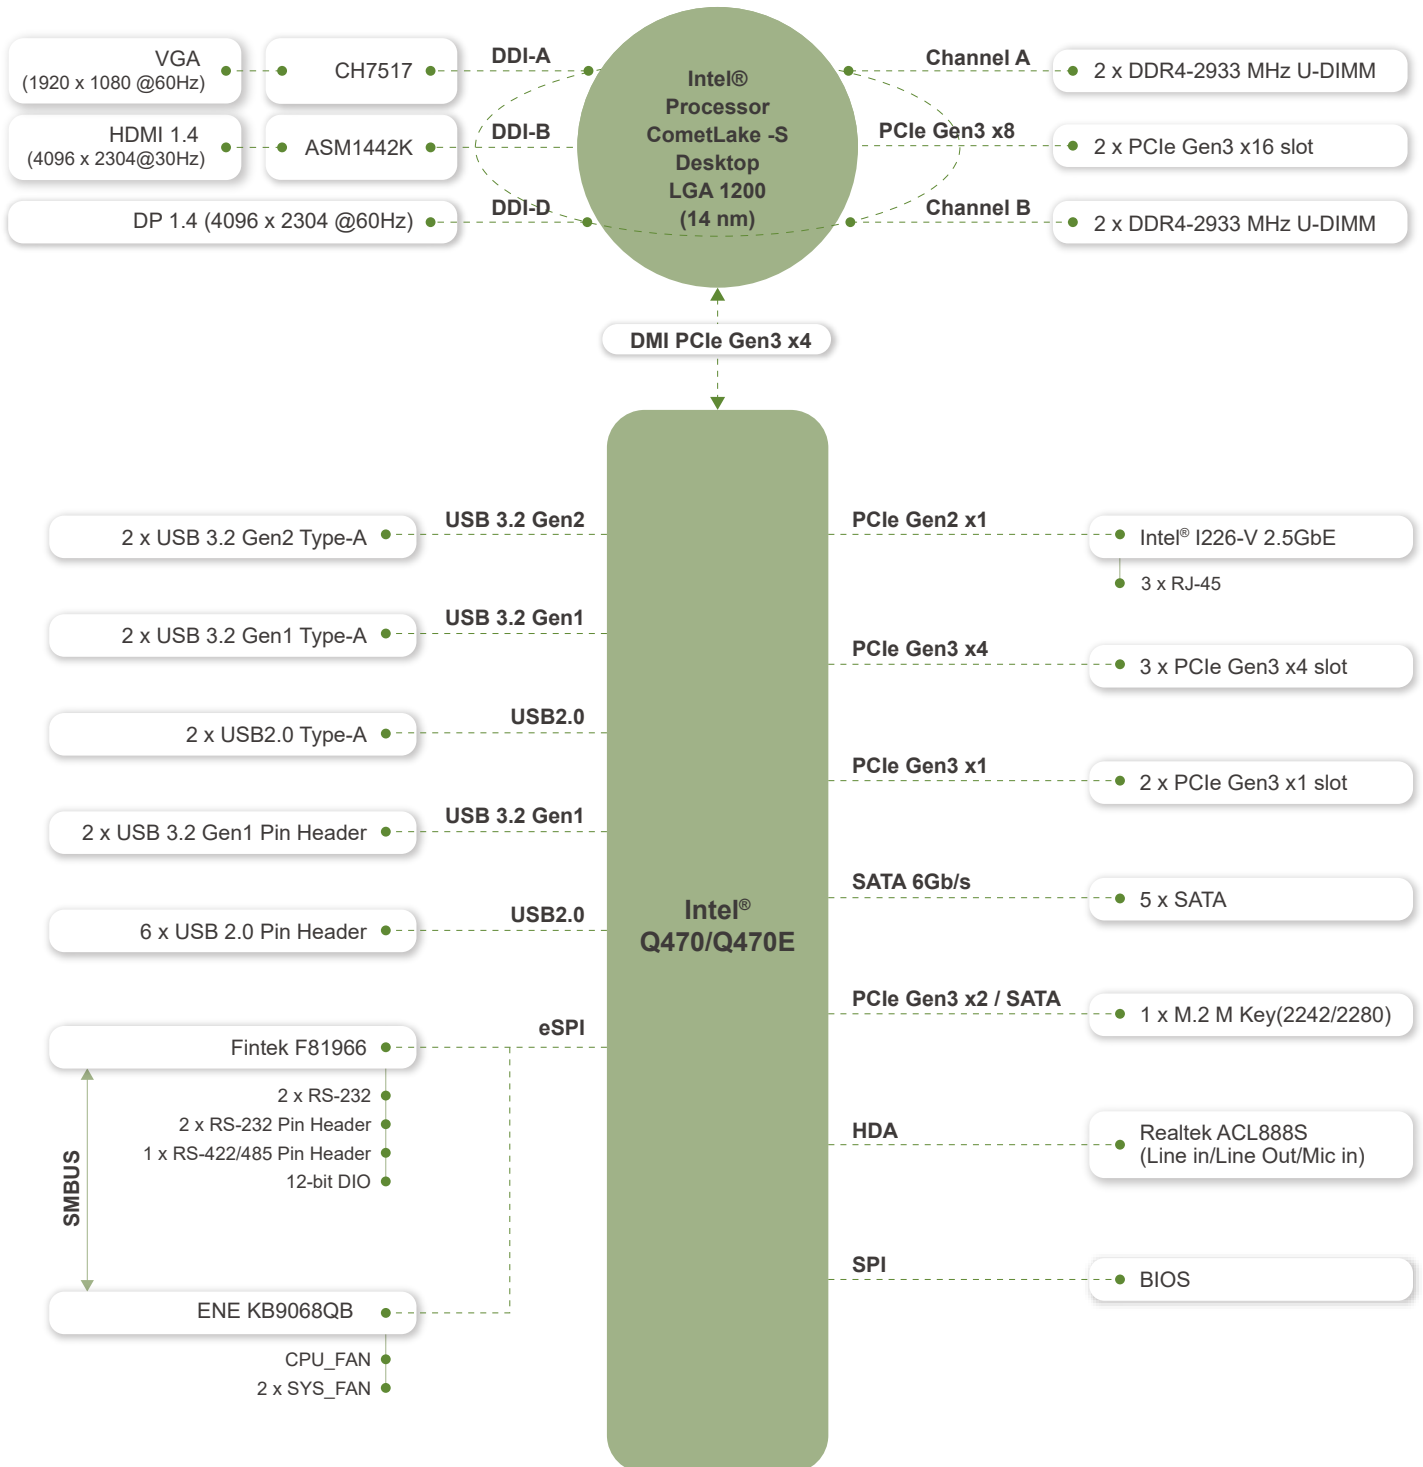 VGA
(1920 x 1080 @60Hz)
CH7517
DDI-A
HDMI 1.4
(4096 x 2304@30Hz)
ASM1442K
DDI-B
DP 1.4 (4096 x 2304 @60Hz)
DDI-D
Intel®
Processor
CometLake -S
Desktop
LGA 1200
(14 nm)
Channel A
2 x DDR4-2933 MHz U-DIMM
PCIe Gen3 x8
2 x PCIe Gen3 x16 slot
Channel B
2 x DDR4-2933 MHz U-DIMM
DMI PCIe Gen3 x4
2 x USB 3.2 Gen2 Type-A
USB 3.2 Gen2
2 x USB 3.2 Gen1 Type-A
USB 3.2 Gen1
2 x USB2.0 Type-A
USB2.0
2 x USB 3.2 Gen1 Pin Header
USB 3.2 Gen1
6 x USB 2.0 Pin Header
USB2.0
Fintek F81966
eSPI
2 x RS-232
2 x RS-232 Pin Header
1 x RS-422/485 Pin Header
12-bit DIO
SMBUS
ENE KB9068QB
CPU_FAN
2 x SYS_FAN
Intel®
Q470/Q470E
PCIe Gen2 x1
Intel® I226-V 2.5GbE
3 x RJ-45
PCIe Gen3 x4
3 x PCIe Gen3 x4 slot
PCIe Gen3 x1
2 x PCIe Gen3 x1 slot
SATA 6Gb/s
5 x SATA
PCIe Gen3 x2 / SATA
1 x M.2 M Key(2242/2280)
HDA
Realtek ACL888S
(Line in/Line Out/Mic in)
SPI
BIOS